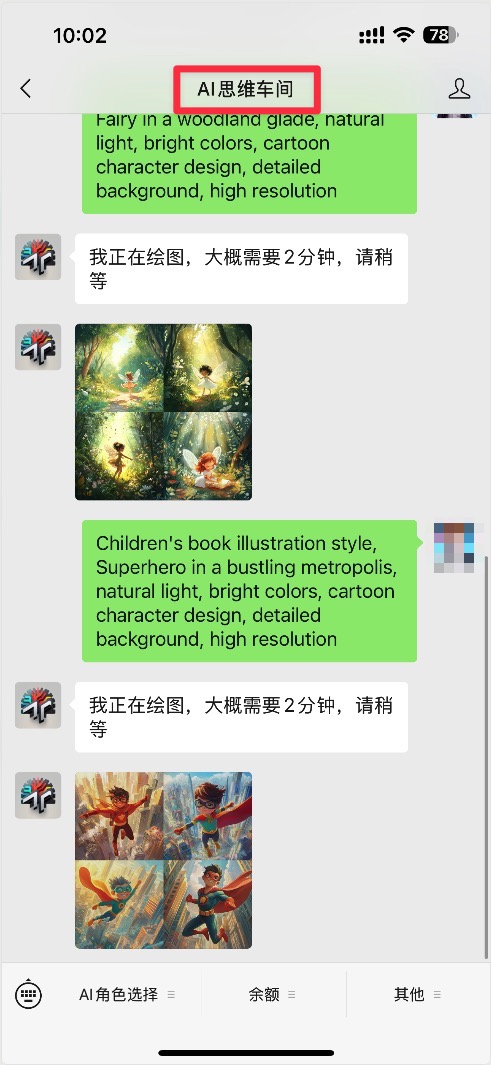 10:02
78
AI思维车间
Fairy in a woodland glade, natural
light, bright colors, cartoon
character design, detailed
background, high resolution
我正在绘图，大概需要2分钟，请稍
等
Children's book illustration style,
Superhero in a bustling metropolis,
natural light, bright colors, cartoon
character design, detailed
background, high resolution
我正在绘图，大概需要2分钟，请稍
等
AI角色选择
余额
其他